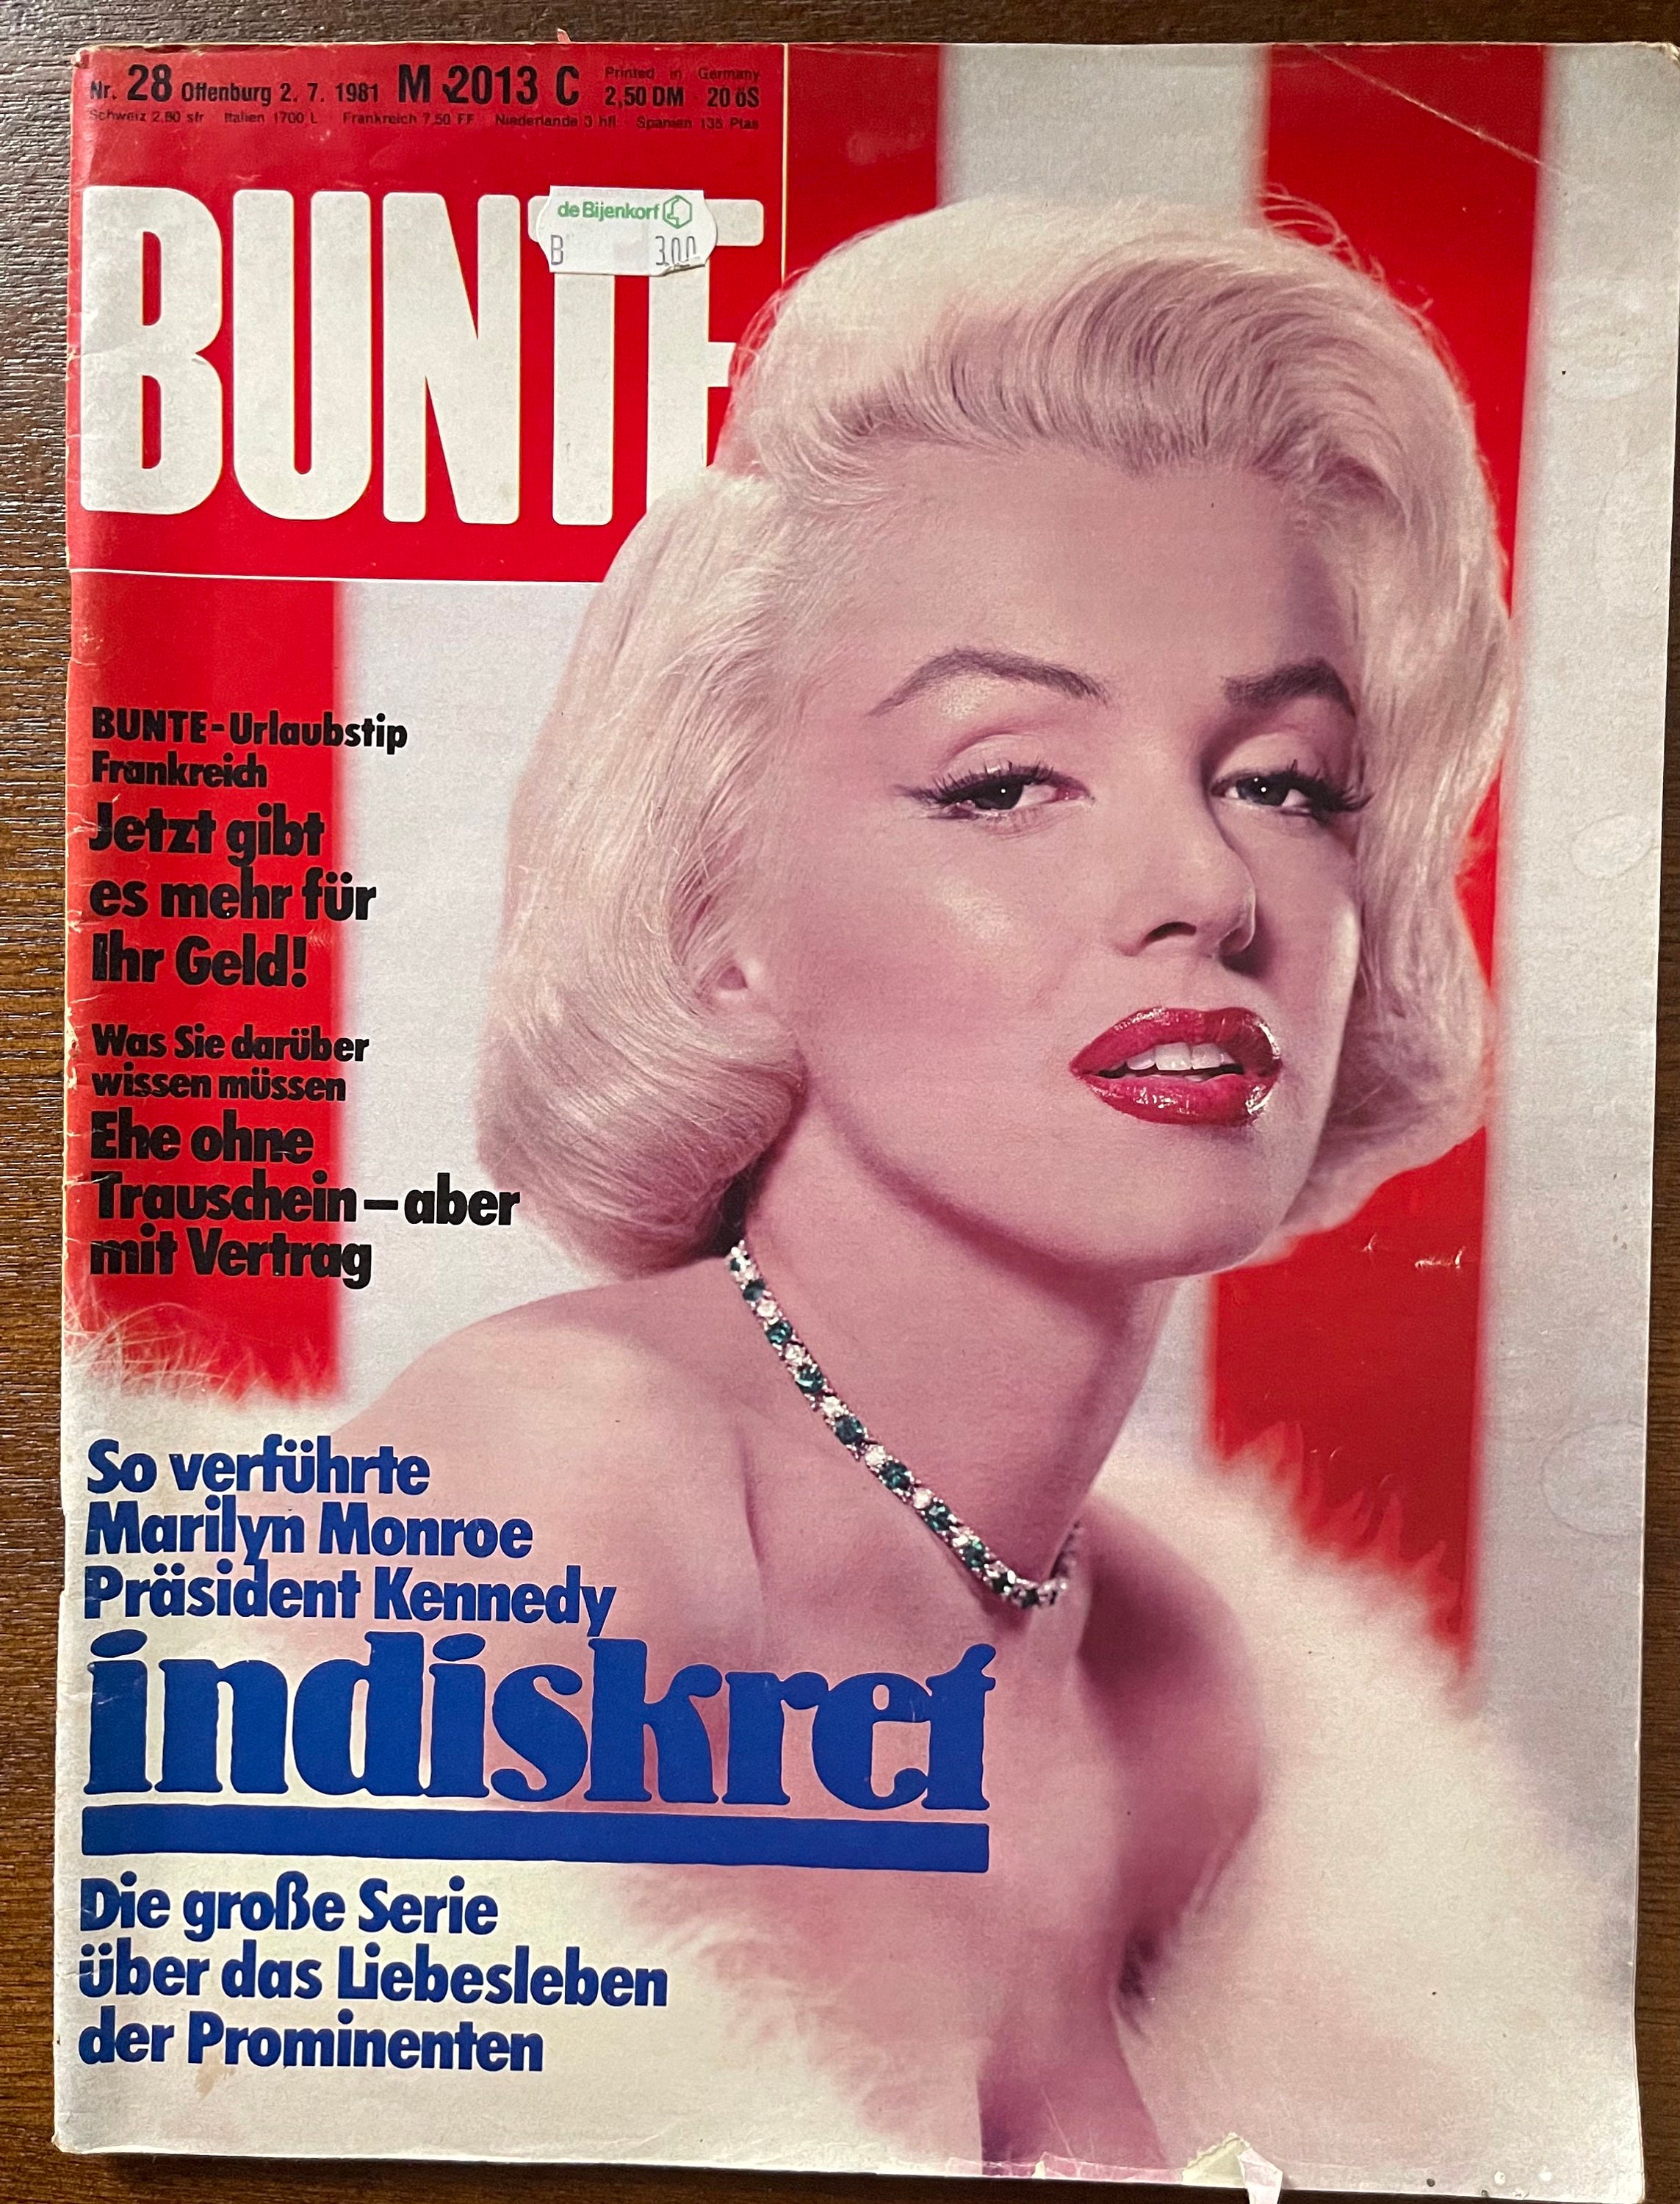 Nr. 28 Offenburg 2. 7. 1981 M 2013 C Printed in Germany
2,50 DM 20 öS
Schweiz 2,80 sfr Italien 1700 L Frankreich 7,50 FF Niederlande 3 hfl Spanien 135 Ptas
BUNTE
de Bijenkorf
B 3.00
BUNTE-Urlaubstip
Frankreich
Jetzt gibt
es mehr für
Ihr Geld!
Was Sie darüber
wissen müssen
Ehe ohne
Trauschein – aber
mit Vertrag
So verführte
Marilyn Monroe
Präsident Kennedy
indiskret
Die große Serie
über das Liebesleben
der Prominenten